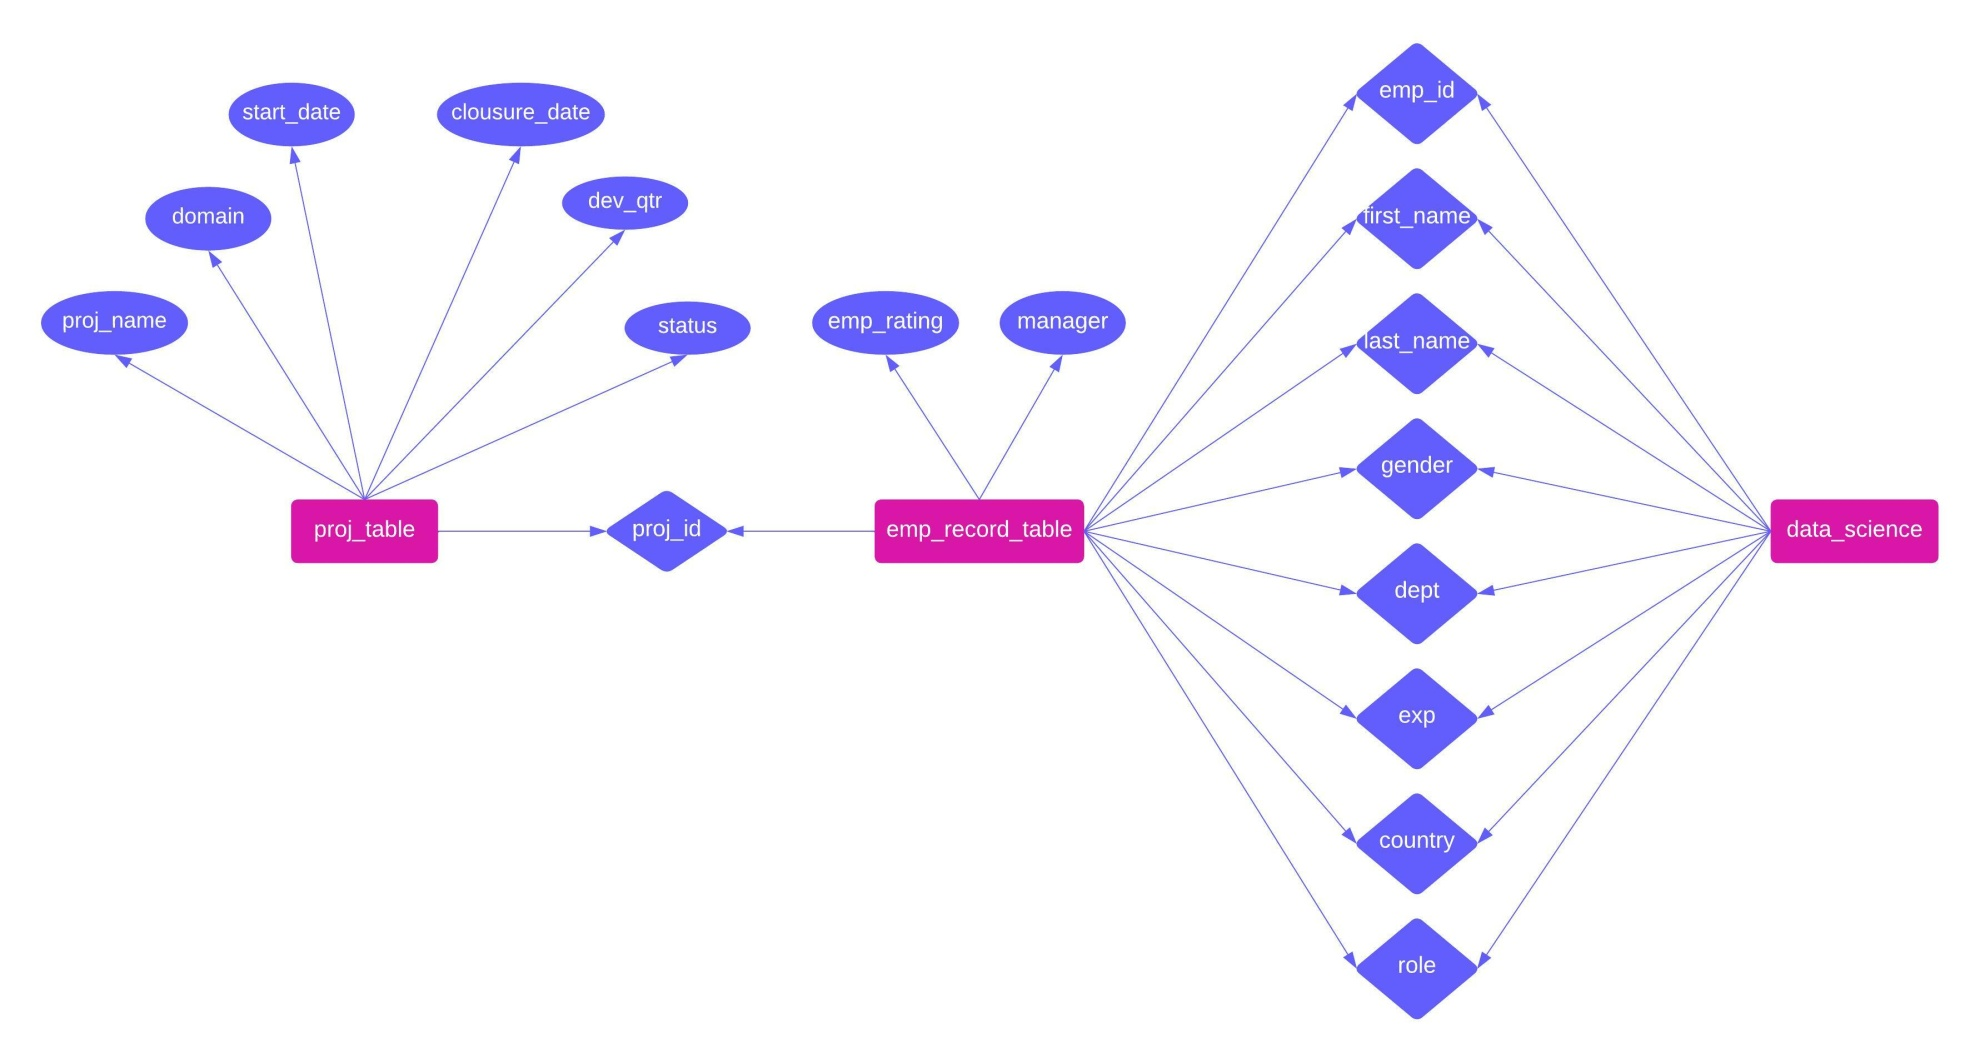 emp_id
start_date
clousure_date
dev_qtr
domain
first_name
proj_name
status
emp_rating
manager
last_name
gender
proj_table
proj_id
emp_record_table
data_science
dept
exp
country
role